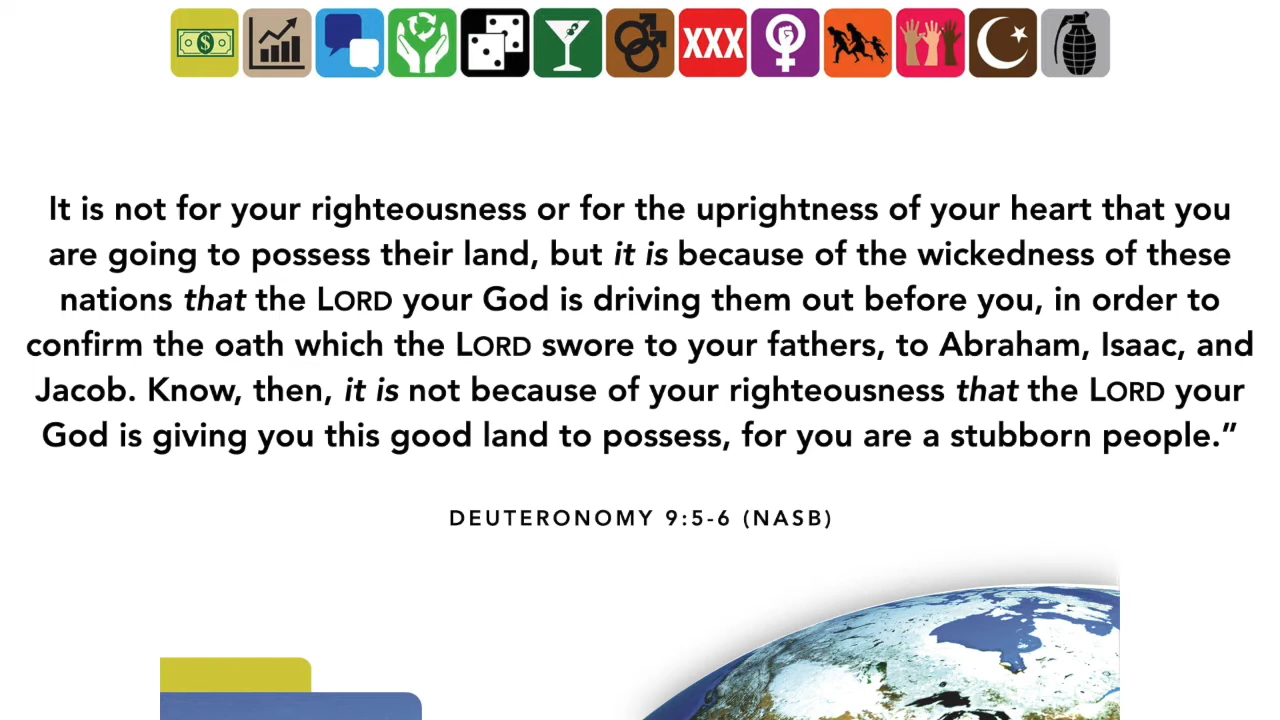 $ XXX
It is not for your righteousness or for the uprightness of your heart that you
are going to possess their land, but it is because of the wickedness of these
nations that the LORD your God is driving them out before you, in order to
confirm the oath which the LORD swore to your fathers, to Abraham, Isaac, and
Jacob. Know, then, it is not because of your righteousness that the LORD your
God is giving you this good land to possess, for you are a stubborn people.”
DEUTERONOMY 9:5-6 (NASB)